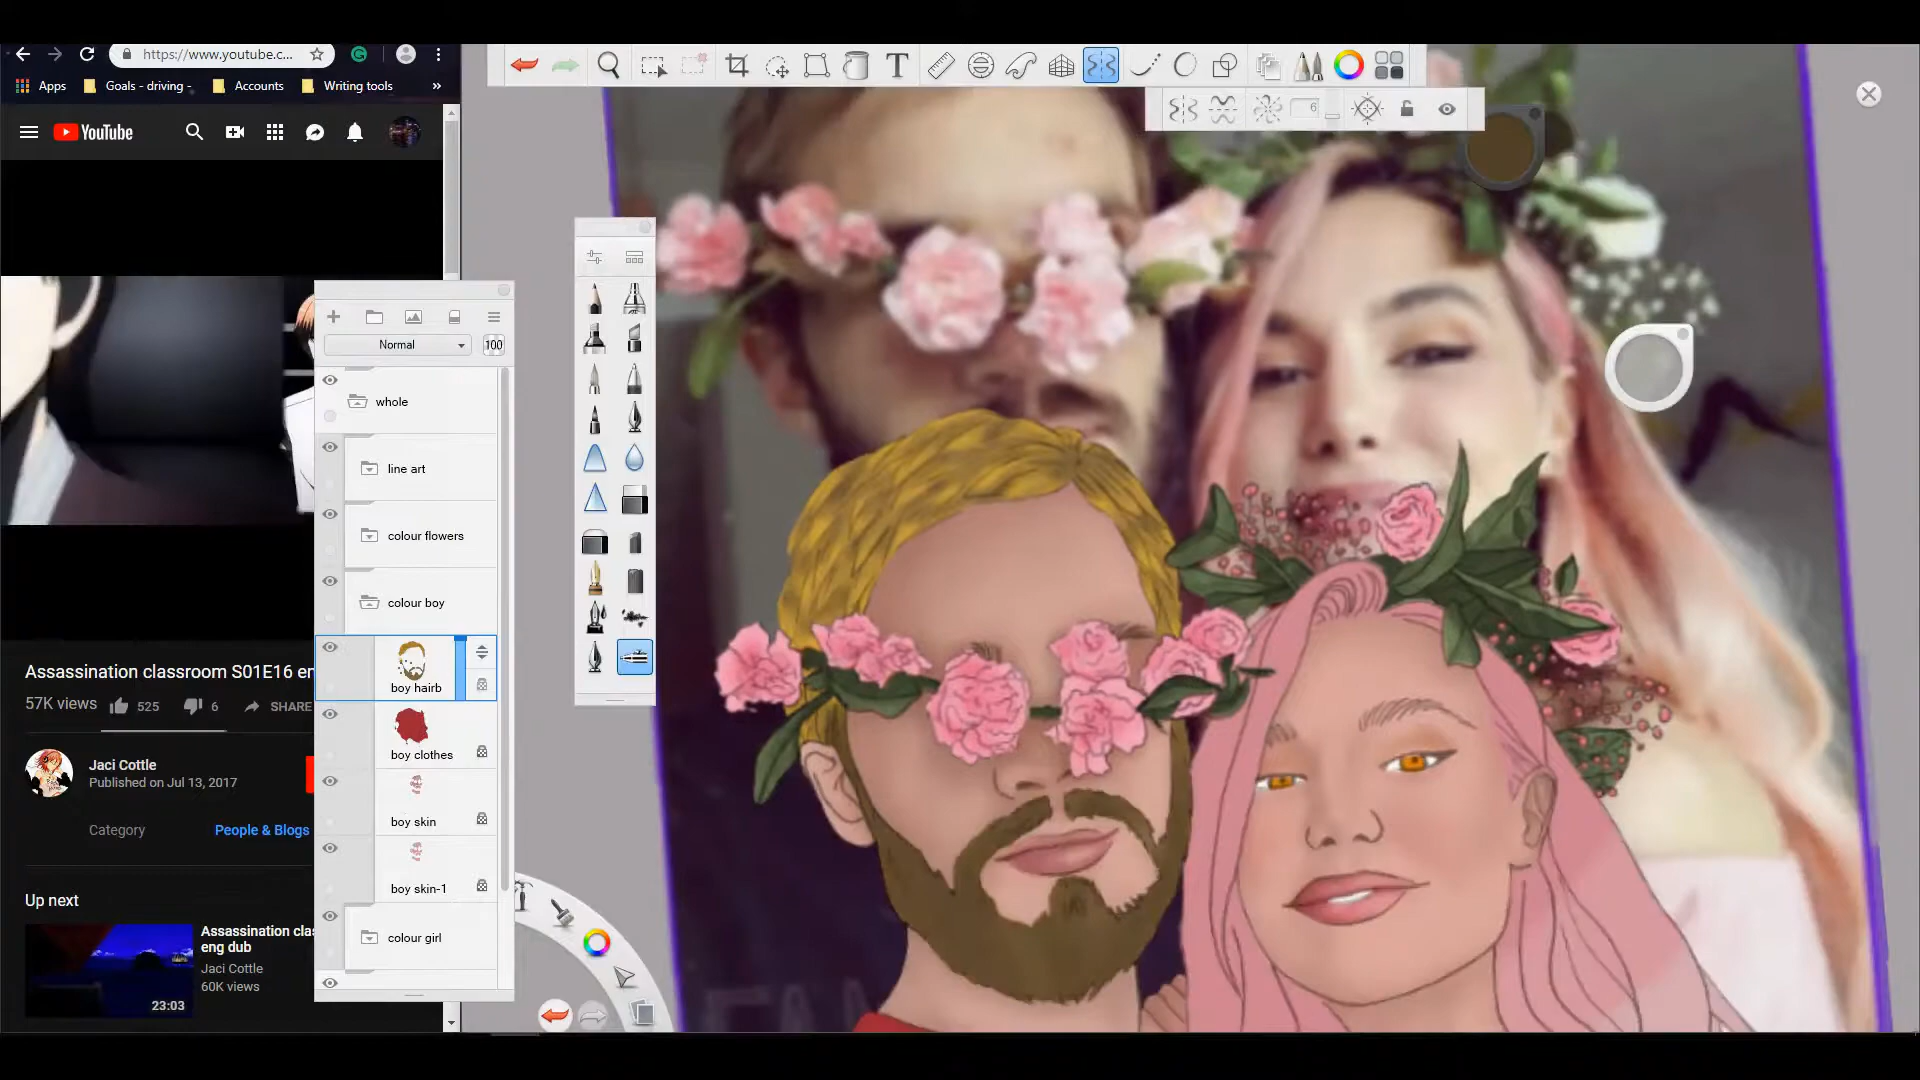 https://www.youtube.c...
Apps
Goals - driving -
Accounts
Writing tools
»
YouTube
Assassination classroom S01E16 en
57K views
525
6
SHARE
Jaci Cottle
Published on Jul 13, 2017
Category
People & Blogs
Up next
Assassination clas
eng dub
Jaci Cottle
60K views
23:03
Normal
100
whole
line art
colour flowers
colour boy
boy hairb
boy clothes
boy skin
boy skin-1
colour girl
T
6